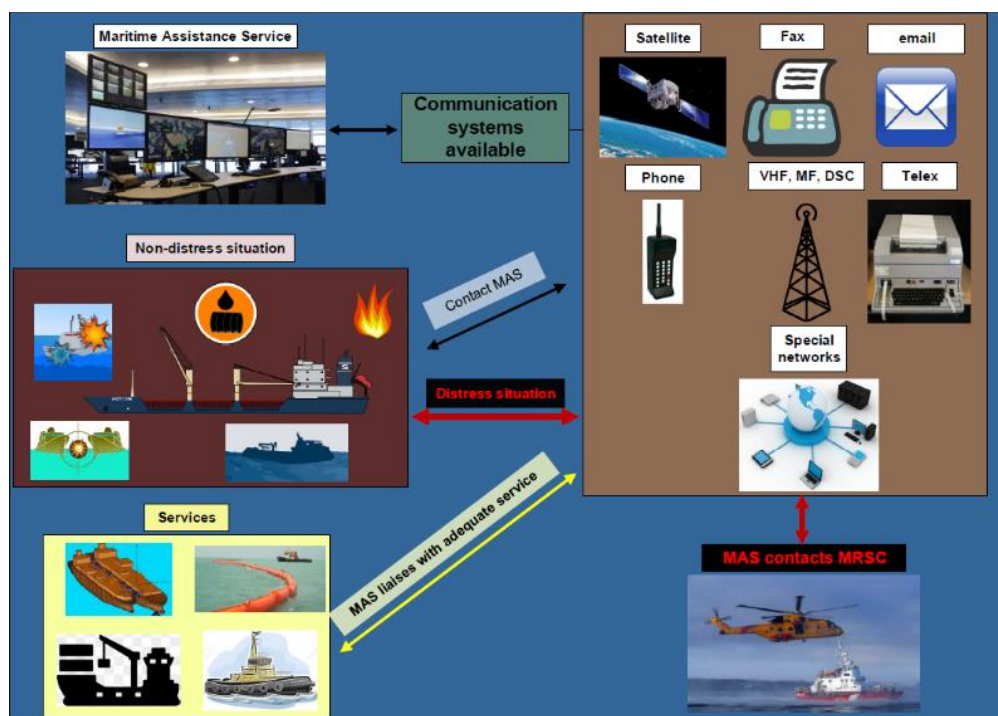 Maritime Assistance Service
Communication
systems
available
Satellite
Fax
email
Phone
VHF, MF, DSC
Telex
Special
networks
Non-distress situation
Contact MAS
Distress situation
Services
MAS liaises with adequate service
MAS contacts MRSC